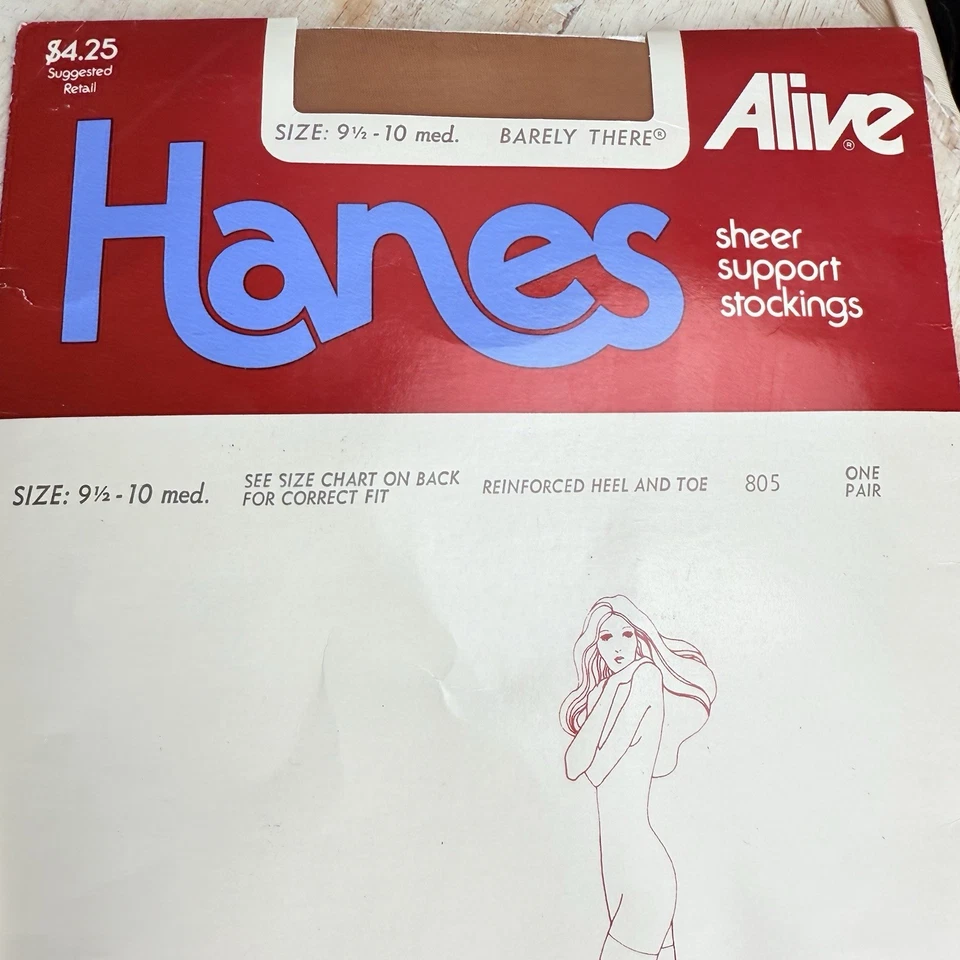 $4.25
Suggested
Retail
SIZE: 9½ - 10 med. BARELY THERE®
Alive®
Hanes
sheer
support
stockings
SIZE: 9½ - 10 med.
SEE SIZE CHART ON BACK
FOR CORRECT FIT
REINFORCED HEEL AND TOE
805
ONE
PAIR